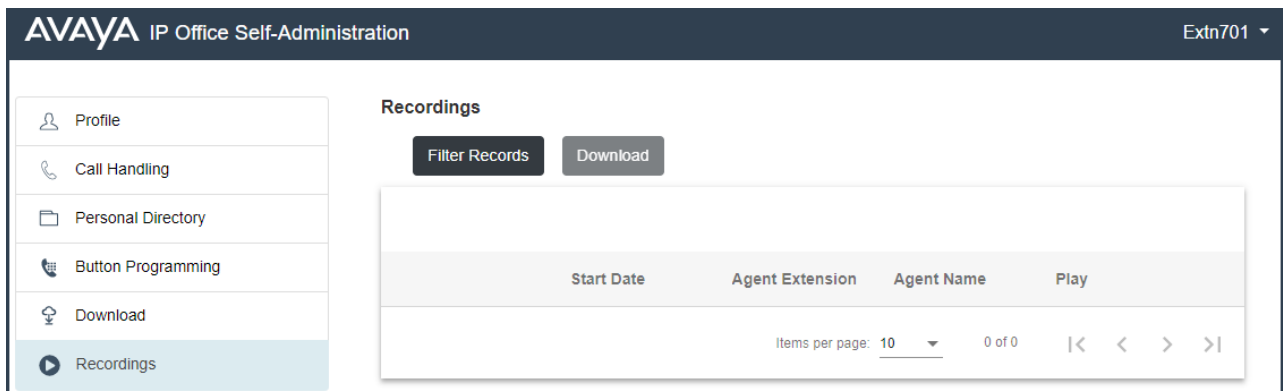 AVAYA IP Office Self-Administration
Extn701
Profile
Call Handling
Personal Directory
Button Programming
Download
Recordings
Recordings
Filter Records Download
Start Date Agent Extension Agent Name Play
Items per page: 10 0 of 0